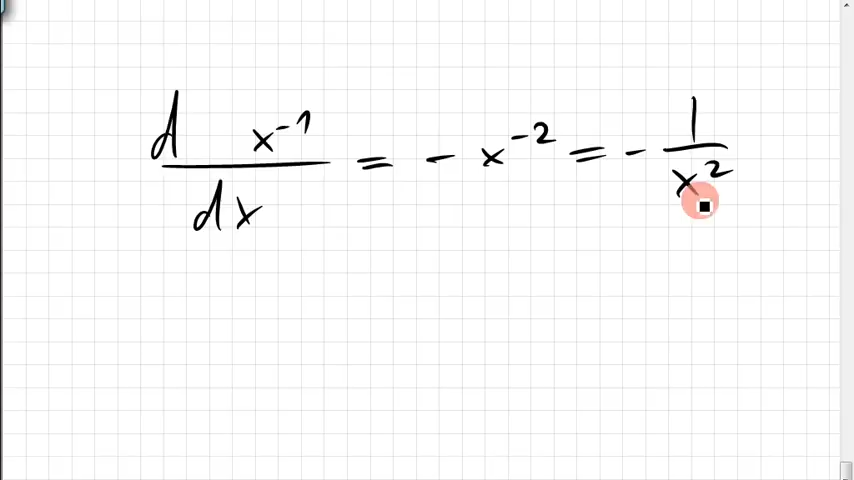 d x⁻¹ / dx = - x⁻² = - 1 / x²